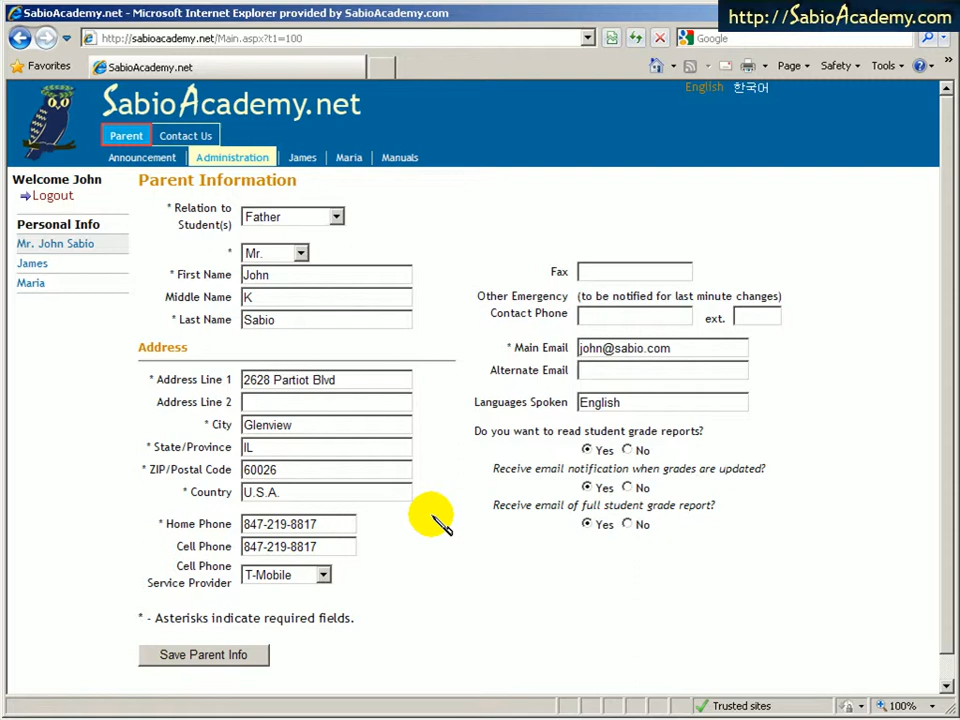 SabioAcademy.net - Microsoft Internet Explorer provided by SabioAcademy.com
http://SabioAcademy.com
http://sabioacademy.net/Main.aspx?t1=100
Google
Favorites
SabioAcademy.net
Page
Safety
Tools
English 한국어
SabioAcademy.net
Parent
Contact Us
Announcement
Administration
James
Maria
Manuals
Welcome John
Logout
Personal Info
Mr. John Sabio
James
Maria
Parent Information
* Relation to
Student(s)
Father
* Mr.
* First Name John
Middle Name K
* Last Name Sabio
Address
* Address Line 1 2628 Partiot Blvd
Address Line 2
* City Glenview
* State/Province IL
* ZIP/Postal Code 60026
* Country U.S.A.
* Home Phone 847-219-8817
Cell Phone 847-219-8817
Cell Phone
Service Provider
T-Mobile
* - Asterisks indicate required fields.
Save Parent Info
Fax
Other Emergency (to be notified for last minute changes)
Contact Phone ext.
* Main Email john@sabio.com
Alternate Email
Languages Spoken English
Do you want to read student grade reports?
Yes No
Receive email notification when grades are updated?
Yes No
Receive email of full student grade report?
Yes No
Trusted sites
100%